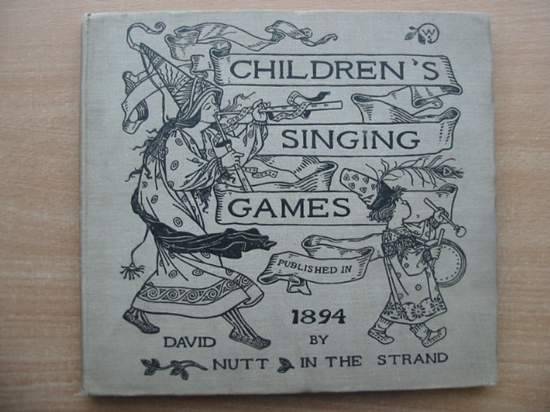 W
CHILDREN'S
SINGING
GAMES
PUBLISHED IN
1894
DAVID BY
NUTT IN THE STRAND